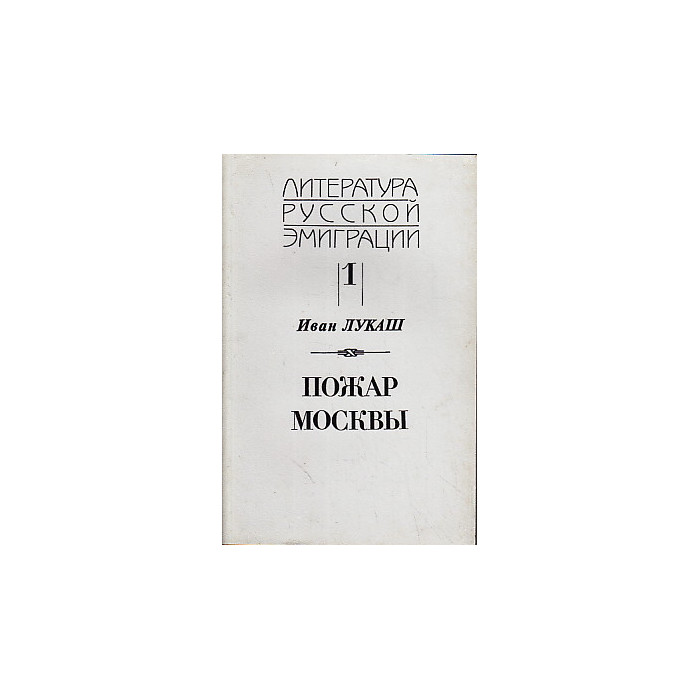 ЛИТЕРАТУРА
РУССКОЙ
ЭМИГРАЦИИ
1
Иван ЛУКАШ
ПОЖАР
МОСКВЫ